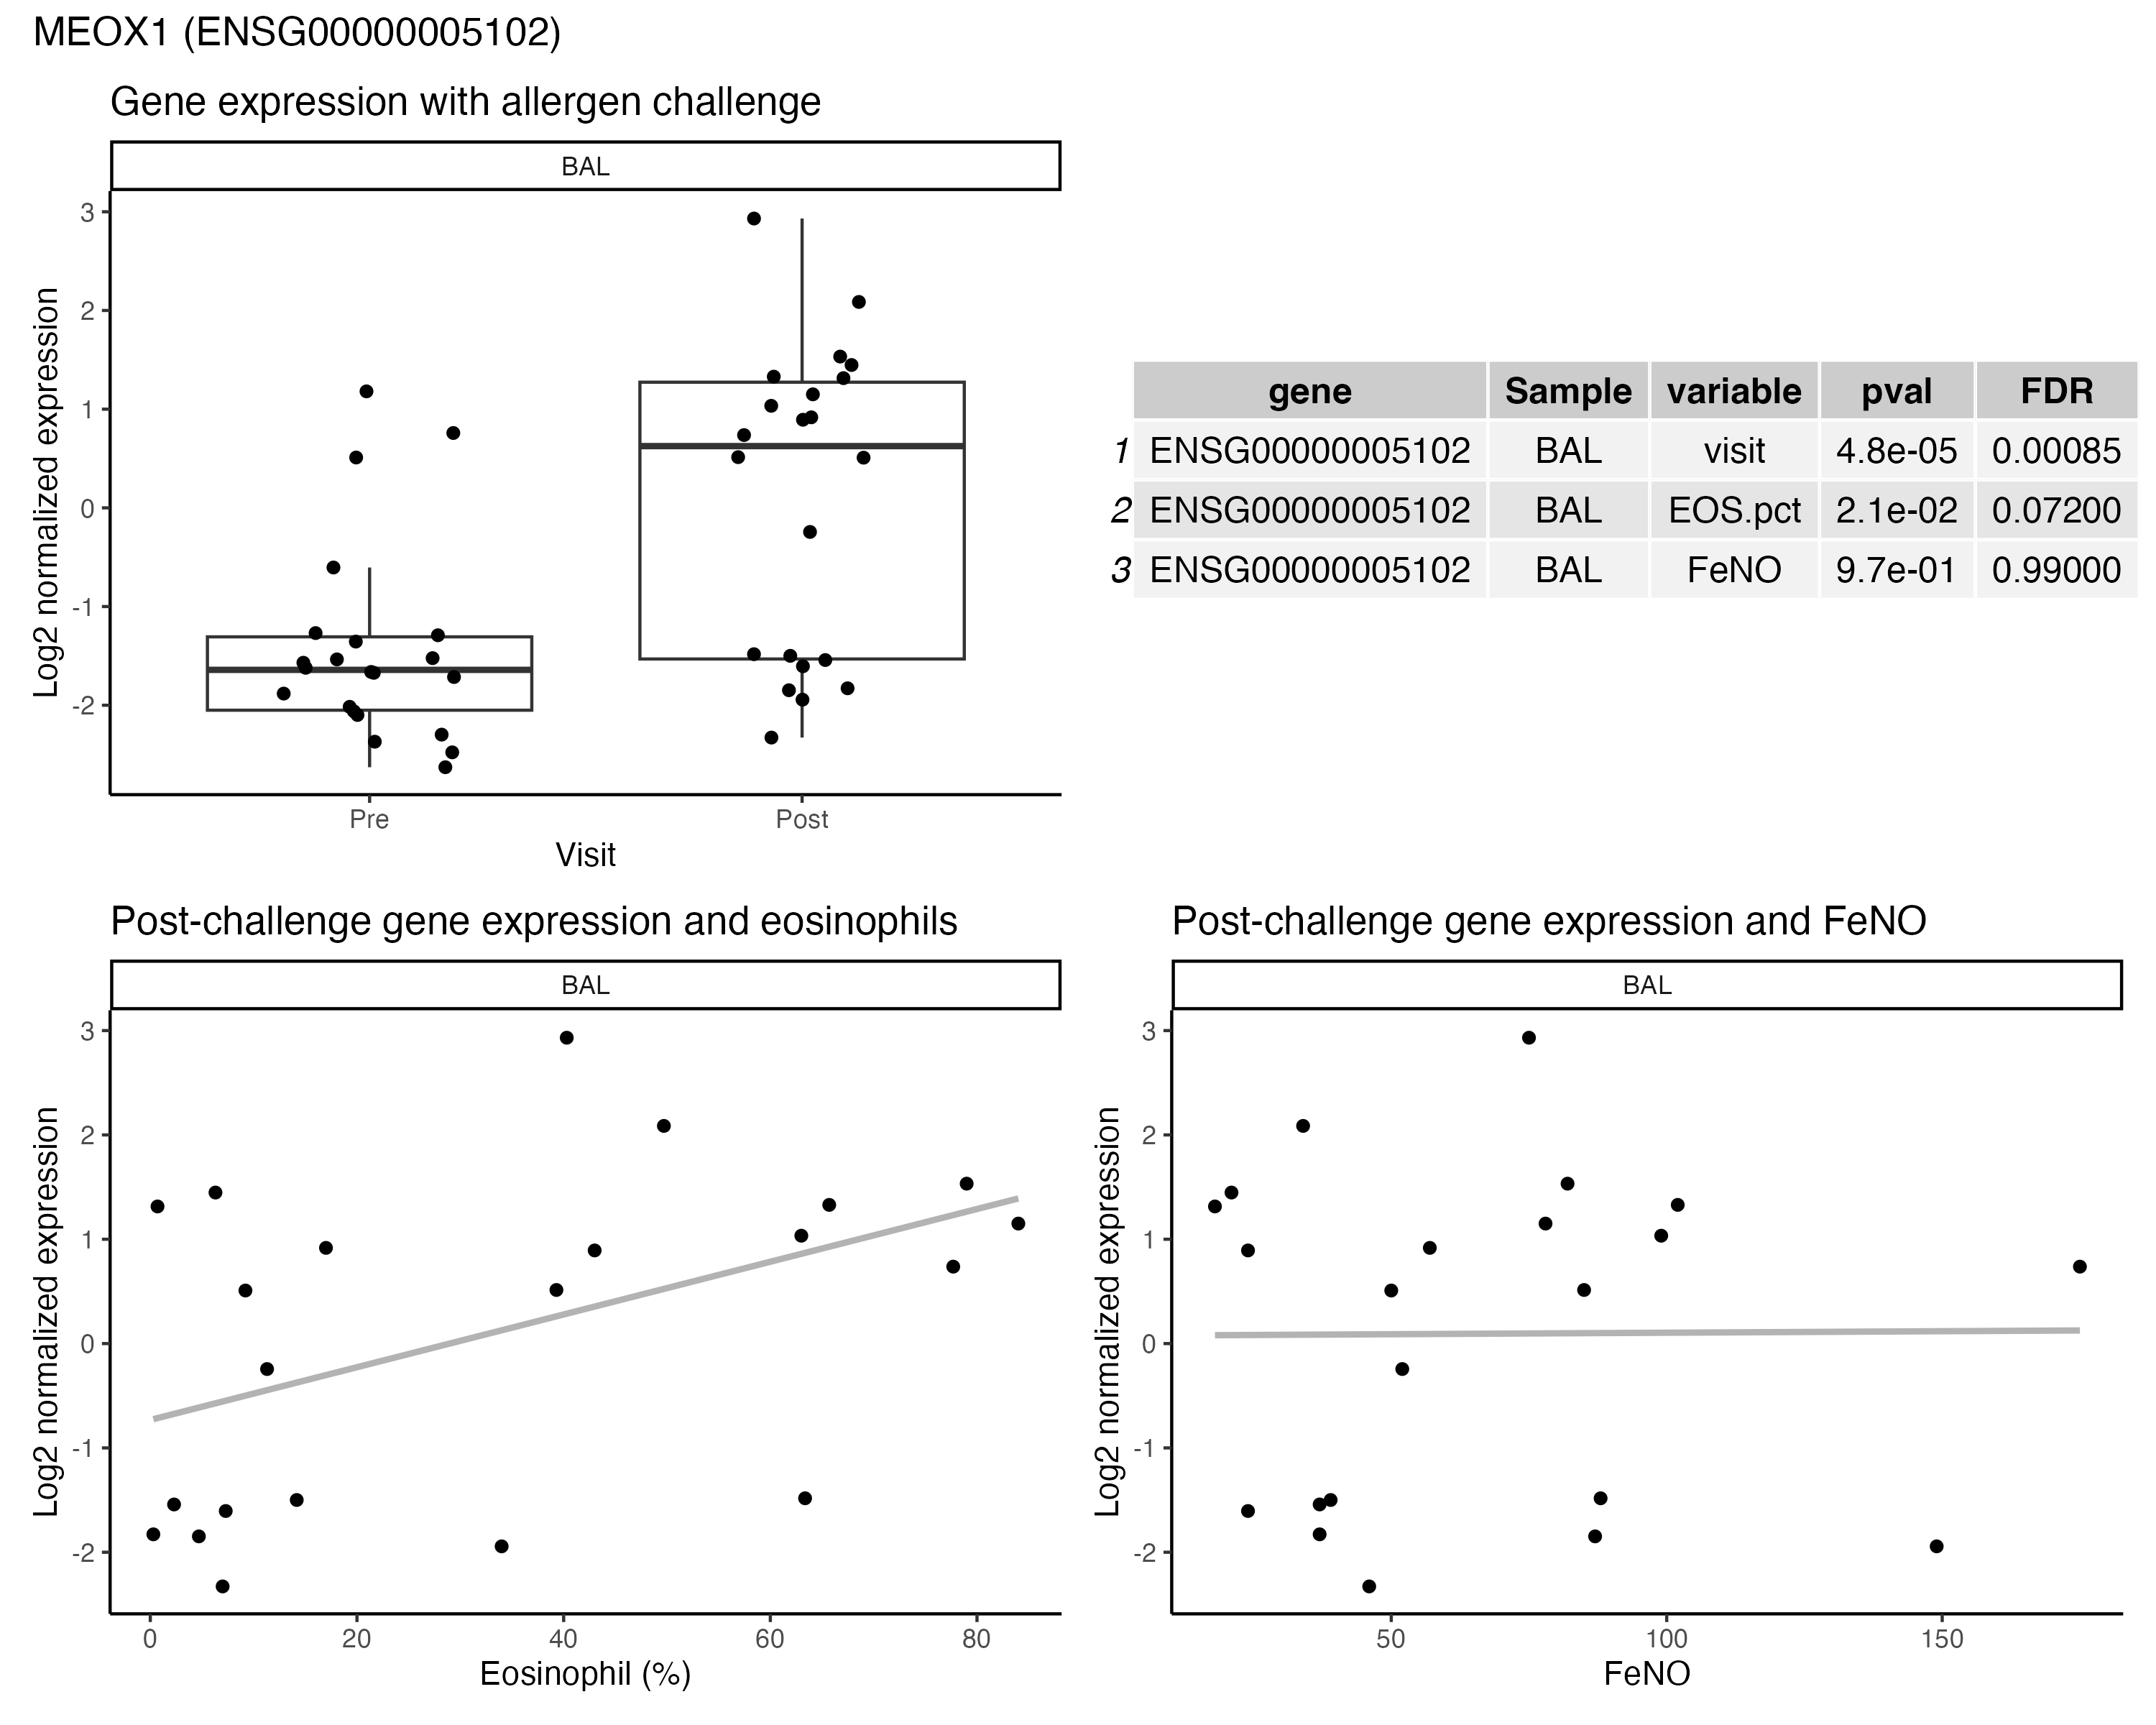 MEOX1 (ENSG00000005102)
Gene expression with allergen challenge
BAL
Log2 normalized expression
3
2
1
0
-1
-2
Pre Post
Visit
gene Sample variable pval FDR
1 ENSG00000005102 BAL visit 4.8e-05 0.00085
2 ENSG00000005102 BAL EOS.pct 2.1e-02 0.07200
3 ENSG00000005102 BAL FeNO 9.7e-01 0.99000
Post-challenge gene expression and eosinophils
BAL
Log2 normalized expression
3
2
1
0
-1
-2
0 20 40 60 80
Eosinophil (%)
Post-challenge gene expression and FeNO
BAL
Log2 normalized expression
3
2
1
0
-1
-2
50 100 150
FeNO